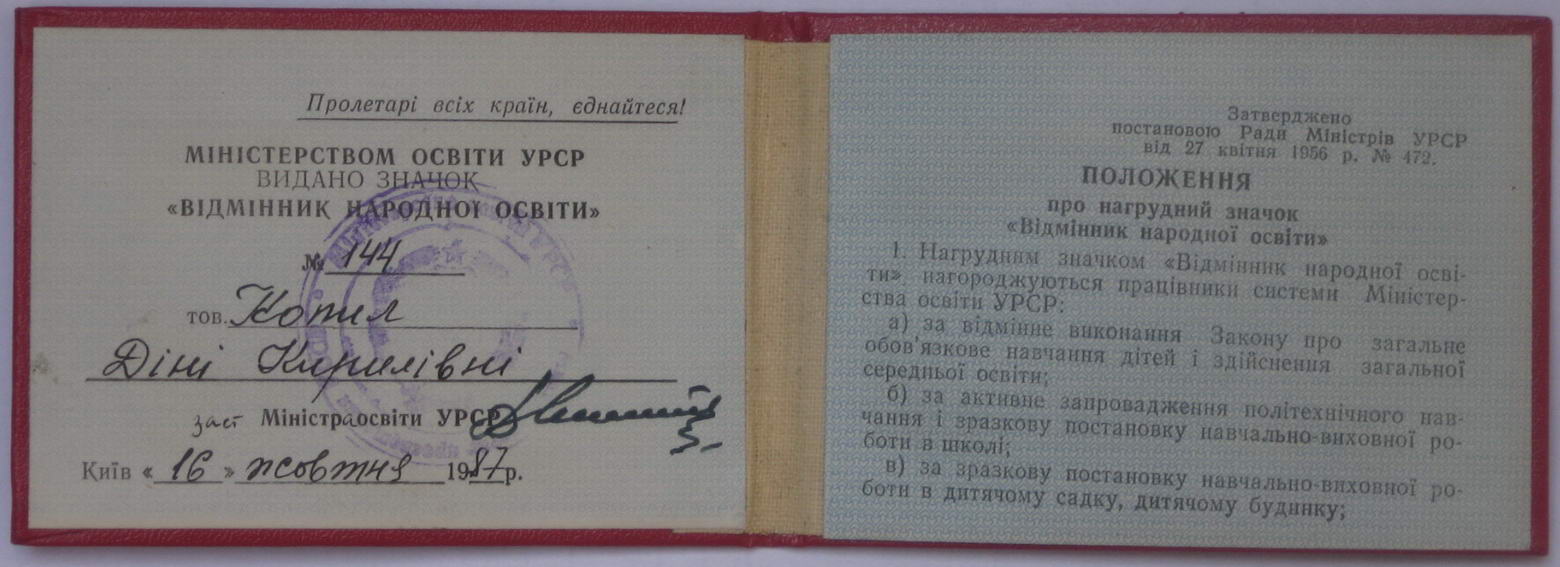 Пролетарі всіх країн, єднайтеся!
МІНІСТЕРСТВОМ ОСВІТИ УРСР
ВИДАНО ЗНАЧОК
«ВІДМІННИК НАРОДНОЇ ОСВІТИ»
№ 144
тов. Копил
Діні Кирилівні
заст Міністра освіти УРСР
Київ «16» жовтня 1987 р.
Затверджено
постановою Ради Міністрів УРСР
від 27 квітня 1956 р. № 472.
ПОЛОЖЕННЯ
про нагрудний значок
«Відмінник народної освіти»
1. Нагрудним значком «Відмінник народної осві-
ти» нагороджуються працівники системи Міністер-
ства освіти УРСР:
а) за відмінне виконання Закону про загальне
обов'язкове навчання дітей і здійснення загальної
середньої освіти;
б) за активне запровадження політехнічного нав-
чання і зразкову постановку навчально-виховної ро-
боти в школі;
в) за зразкову постановку навчально-виховної ро-
боти в дитячому садку, дитячому будинку;